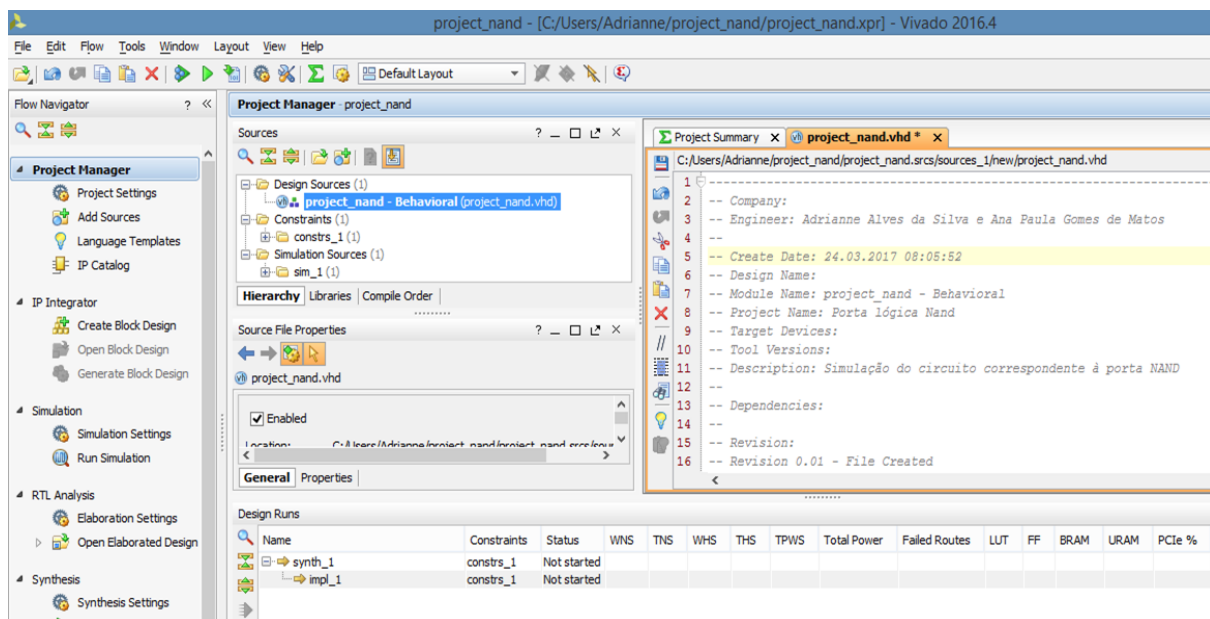 project_nand - [C:/Users/Adrianne/project_nand/project_nand.xpr] - Vivado 2016.4
File Edit Flow Tools Window Layout View Help
Default Layout
Flow Navigator ? «
Project Manager
Project Settings
Add Sources
Language Templates
IP Catalog
IP Integrator
Create Block Design
Open Block Design
Generate Block Design
Simulation
Simulation Settings
Run Simulation
RTL Analysis
Elaboration Settings
Open Elaborated Design
Synthesis
Synthesis Settings
Project Manager - project_nand
Sources
Design Sources (1)
project_nand - Behavioral (project_nand.vhd)
Constraints (1)
constrs_1 (1)
Simulation Sources (1)
sim_1 (1)
Hierarchy Libraries Compile Order
Source File Properties
project_nand.vhd
Enabled
Location: C:/Users/Adrianne/project_nand/project_nand.srcs/sour
General Properties
Project Summary project_nand.vhd *
C:/Users/Adrianne/project_nand/project_nand.srcs/sources_1/new/project_nand.vhd
1 ----------------------------------------------------------------------
2 -- Company:
3 -- Engineer: Adrianne Alves da Silva e Ana Paula Gomes de Matos
4 --
5 -- Create Date: 24.03.2017 08:05:52
6 -- Design Name:
7 -- Module Name: project_nand - Behavioral
8 -- Project Name: Porta lógica Nand
9 -- Target Devices:
10 -- Tool Versions:
11 -- Description: Simulação do circuito correspondente à porta NAND
12 --
13 -- Dependencies:
14 --
15 -- Revision:
16 -- Revision 0.01 - File Created
Design Runs
Name Constraints Status WNS TNS WHS THS TPWS Total Power Failed Routes LUT FF BRAM URAM PCIe %
synth_1 constrs_1 Not started
impl_1 constrs_1 Not started